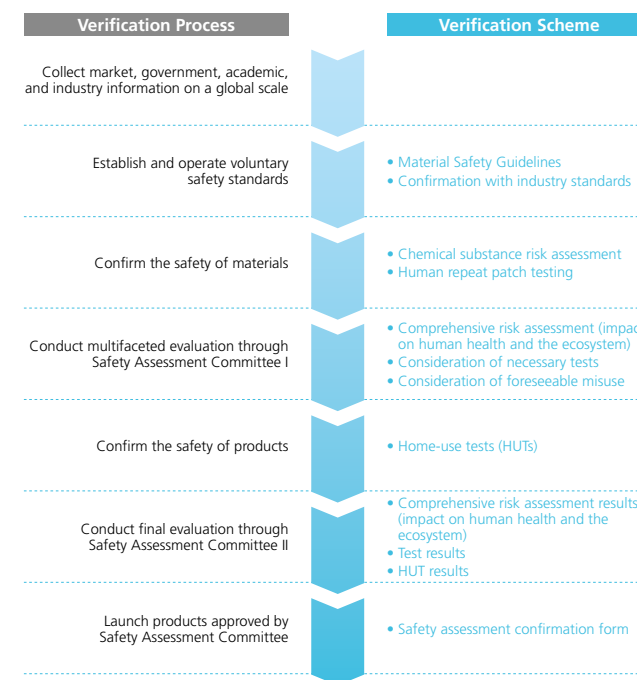 Verification Process
Verification Scheme
Collect market, government, academic,
and industry information on a global scale
Establish and operate voluntary
safety standards
• Material Safety Guidelines
• Confirmation with industry standards
Confirm the safety of materials
• Chemical substance risk assessment
• Human repeat patch testing
Conduct multifaceted evaluation through
Safety Assessment Committee I
• Comprehensive risk assessment (impac
on human health and the ecosystem)
• Consideration of necessary tests
• Consideration of foreseeable misuse
Confirm the safety of products
• Home-use tests (HUTs)
Conduct final evaluation through
Safety Assessment Committee II
• Comprehensive risk assessment results
(impact on human health and the
ecosystem)
• Test results
• HUT results
Launch products approved by
Safety Assessment Committee
• Safety assessment confirmation form